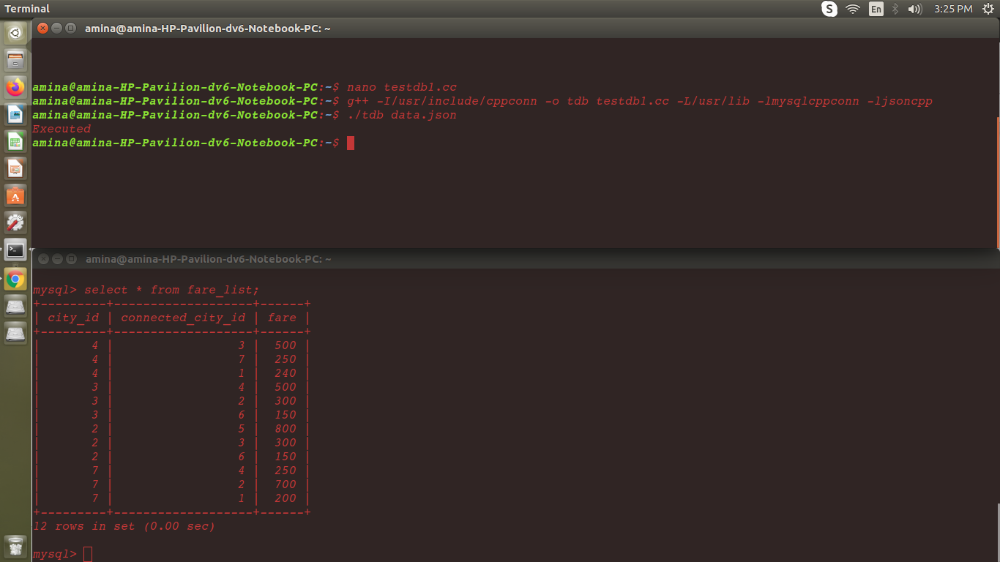 Terminal
S
En
3:25 PM
amina@amina-HP-Pavilion-dv6-Notebook-PC: ~
amina@amina-HP-Pavilion-dv6-Notebook-PC:~$ nano testdb1.cc
amina@amina-HP-Pavilion-dv6-Notebook-PC:~$ g++ -I/usr/include/cppconn -o tdb testdb1.cc -L/usr/lib -lmysqlcppconn -ljsoncpp
amina@amina-HP-Pavilion-dv6-Notebook-PC:~$ ./tdb data.json
Executed
amina@amina-HP-Pavilion-dv6-Notebook-PC:~$
amina@amina-HP-Pavilion-dv6-Notebook-PC: ~
mysql> select * from fare_list;
+---------+-------------------+------+
| city_id | connected_city_id | fare |
+---------+-------------------+------+
|       4 |                 3 |  500 |
|       4 |                 7 |  250 |
|       4 |                 1 |  240 |
|       3 |                 4 |  500 |
|       3 |                 2 |  300 |
|       3 |                 6 |  150 |
|       2 |                 5 |  800 |
|       2 |                 3 |  300 |
|       2 |                 6 |  150 |
|       7 |                 4 |  250 |
|       7 |                 2 |  700 |
|       7 |                 1 |  200 |
+---------+-------------------+------+
12 rows in set (0.00 sec)
mysql>